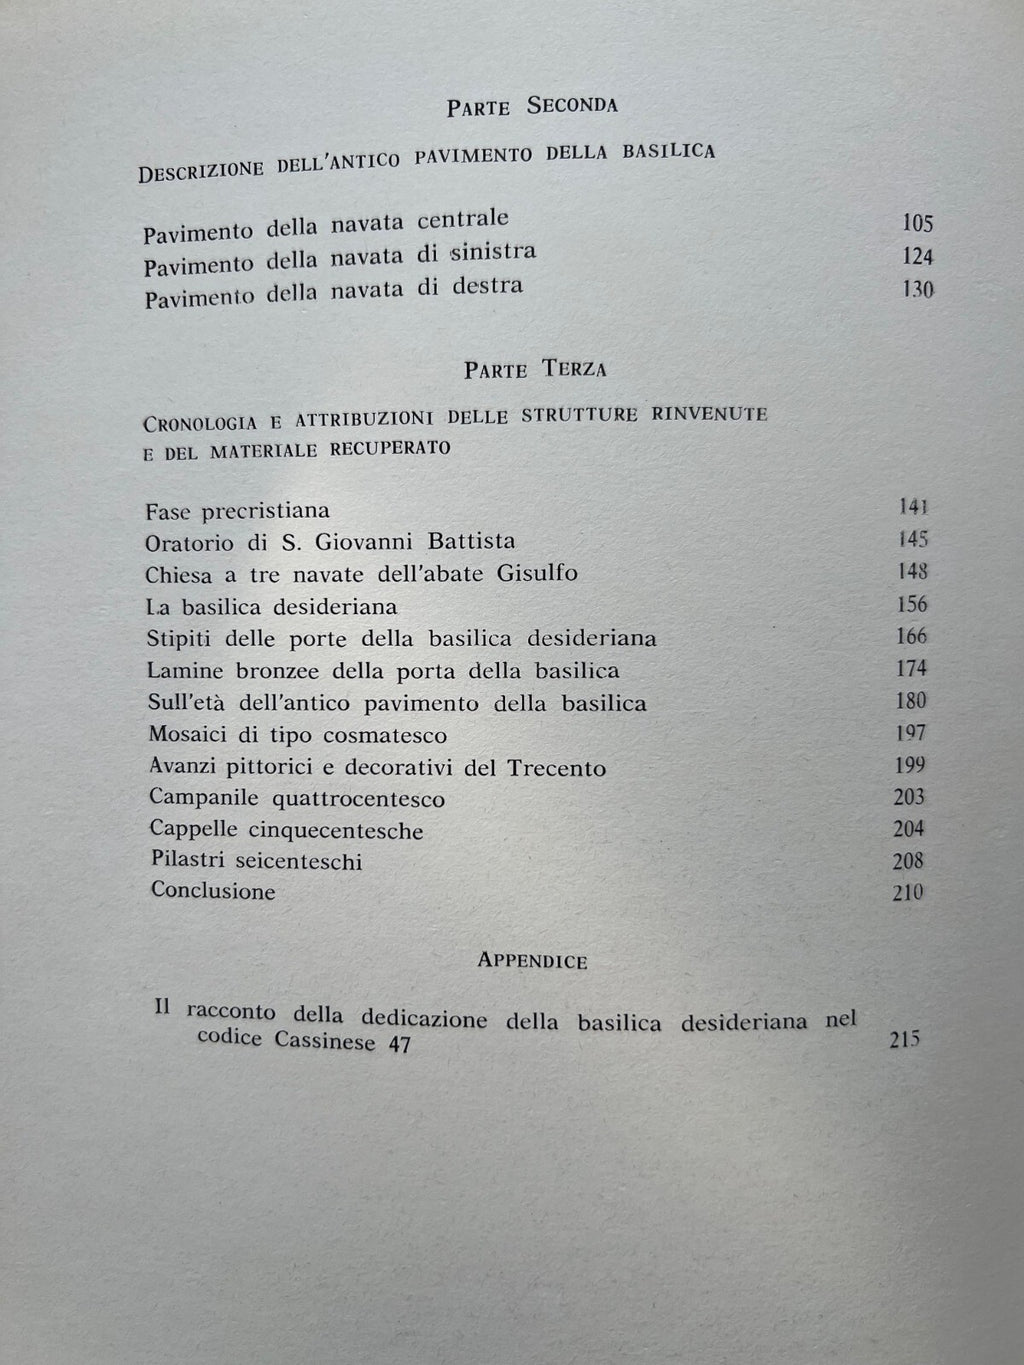 PARTE SECONDA
DESCRIZIONE DELL'ANTICO PAVIMENTO DELLA BASILICA
Pavimento della navata centrale 105
Pavimento della navata di sinistra 124
Pavimento della navata di destra 130
PARTE TERZA
CRONOLOGIA E ATTRIBUZIONI DELLE STRUTTURE RINVENUTE
E DEL MATERIALE RECUPERATO
Fase precristiana 141
Oratorio di S. Giovanni Battista 145
Chiesa a tre navate dell'abate Gisulfo 148
La basilica desideriana 156
Stipiti delle porte della basilica desideriana 166
Lamine bronzee della porta della basilica 174
Sull'età dell'antico pavimento della basilica 180
Mosaici di tipo cosmatesco 197
Avanzi pittorici e decorativi del Trecento 199
Campanile quattrocentesco 203
Cappelle cinquecentesche 204
Pilastri seicenteschi 208
Conclusione 210
APPENDICE
Il racconto della dedicazione della basilica desideriana nel
codice Cassinese 47 215